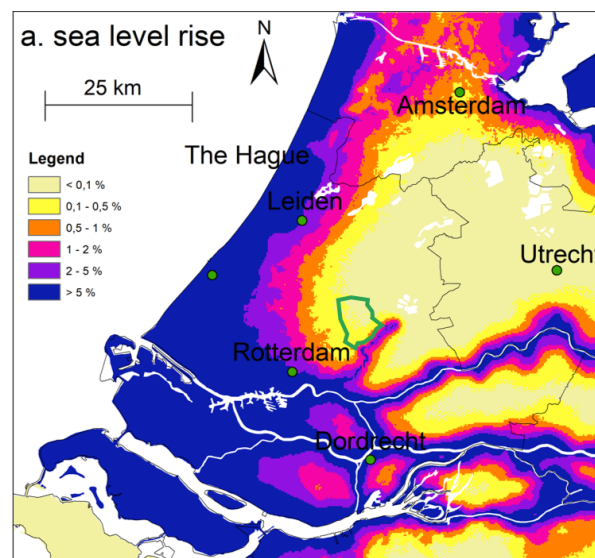 a. sea level rise
N
25 km
Amsterdam
Legend
< 0,1 %
0,1 - 0,5 %
0,5 - 1 %
1 - 2 %
2 - 5 %
> 5 %
The Hague
Leiden
Utrecht
Rotterdam
Dordrecht